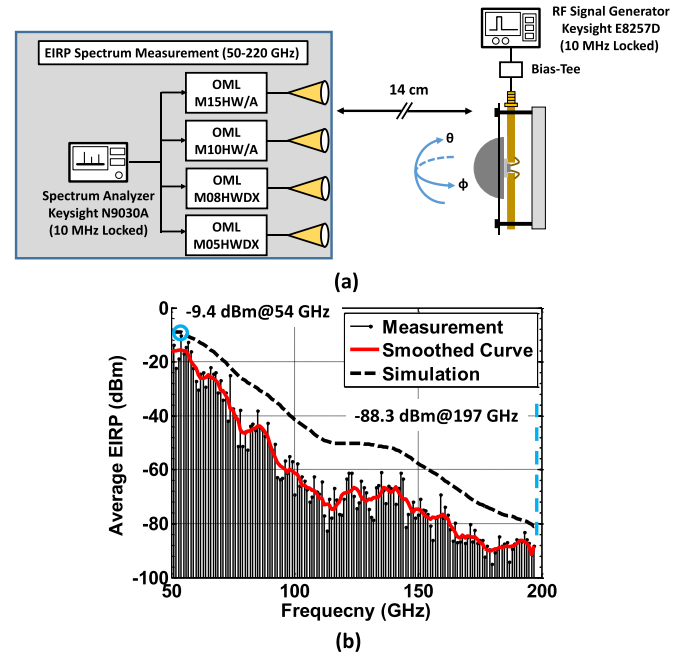 RF Signal Generator
Keysight E8257D
(10 MHz Locked)
Bias-Tee
EIRP Spectrum Measurement (50-220 GHz)
OML
M15HW/A
OML
M10HW/A
OML
M08HWDX
OML
M05HWDX
Spectrum Analyzer
Keysight N9030A
(10 MHz Locked)
14 cm
θ
ϕ
(a)
-9.4 dBm@54 GHz
Measurement
Smoothed Curve
Simulation
-88.3 dBm@197 GHz
Average EIRP (dBm)
0
-20
-40
-60
-80
-100
50
100
150
200
Frequecny (GHz)
(b)